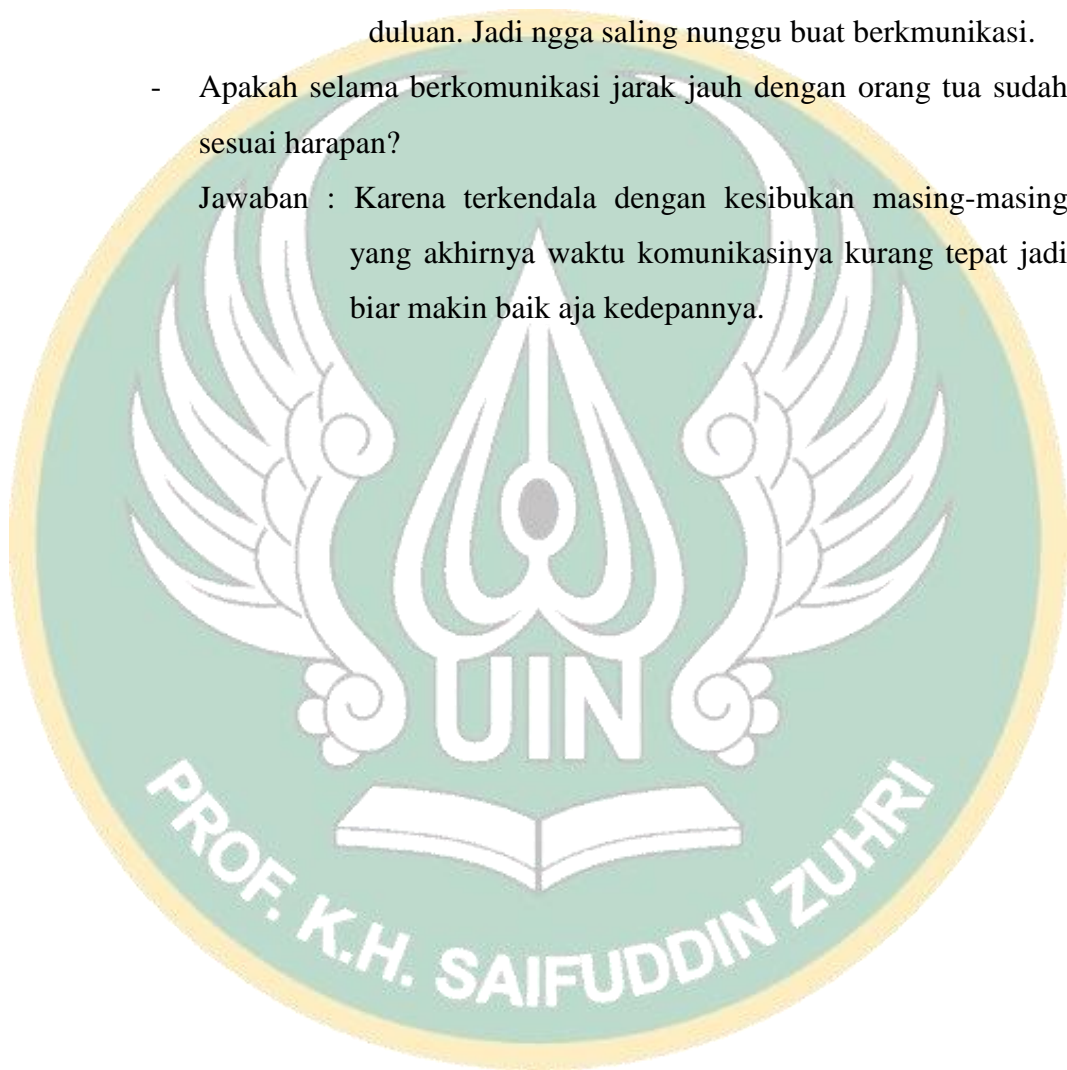 duluan. Jadi ngga saling nunggu buat berkmunikasi.
- Apakah selama berkomunikasi jarak jauh dengan orang tua sudah
sesuai harapan?
Jawaban : Karena terkendala dengan kesibukan masing-masing
yang akhirnya waktu komunikasinya kurang tepat jadi
biar makin baik aja kedepannya.
UIN
PROF. K.H. SAIFUDDIN ZUHRI